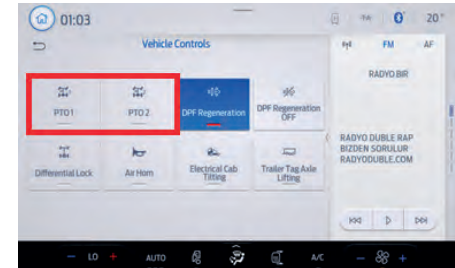 01:03
20°
Vehicle Controls
FM
AF
RADYO BIR
PTO 1
PTO 2
DPF Regeneration
DPF Regeneration
OFF
RADYO DUBLE RAP
BIZDEN SORULUR
RADYODUBLE.COM
Differential Lock
Air Horn
Electrical Cab
Tilting
Trailer Tag Axle
Lifting
- LO +
AUTO
A/C
- +